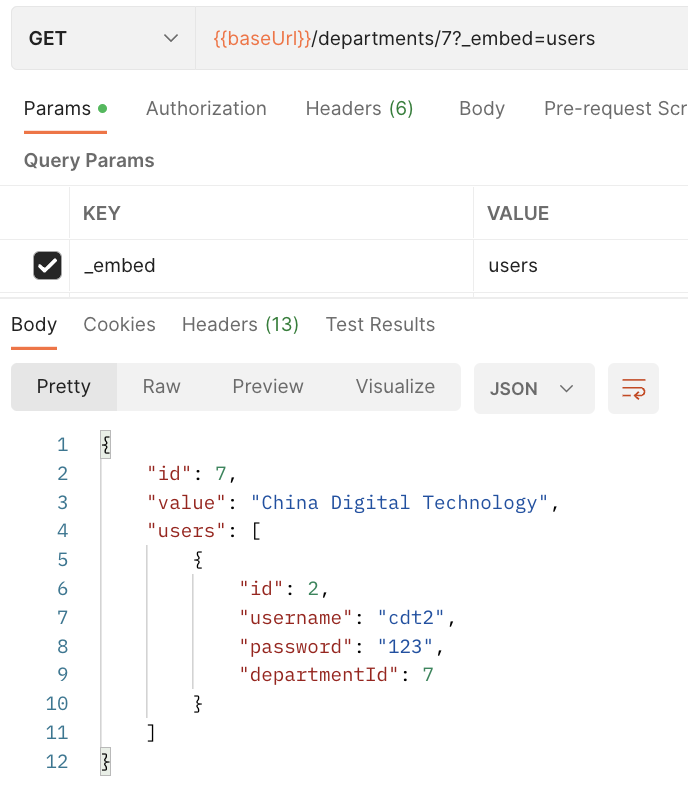 GET {{baseUrl}}/departments/7?_embed=users
Params Authorization Headers (6) Body Pre-request Scr
Query Params
KEY VALUE
_embed users
Body Cookies Headers (13) Test Results
Pretty Raw Preview Visualize JSON
1 {
2 "id": 7,
3 "value": "China Digital Technology",
4 "users": [
5 {
6 "id": 2,
7 "username": "cdt2",
8 "password": "123",
9 "departmentId": 7
10 }
11 ]
12 }